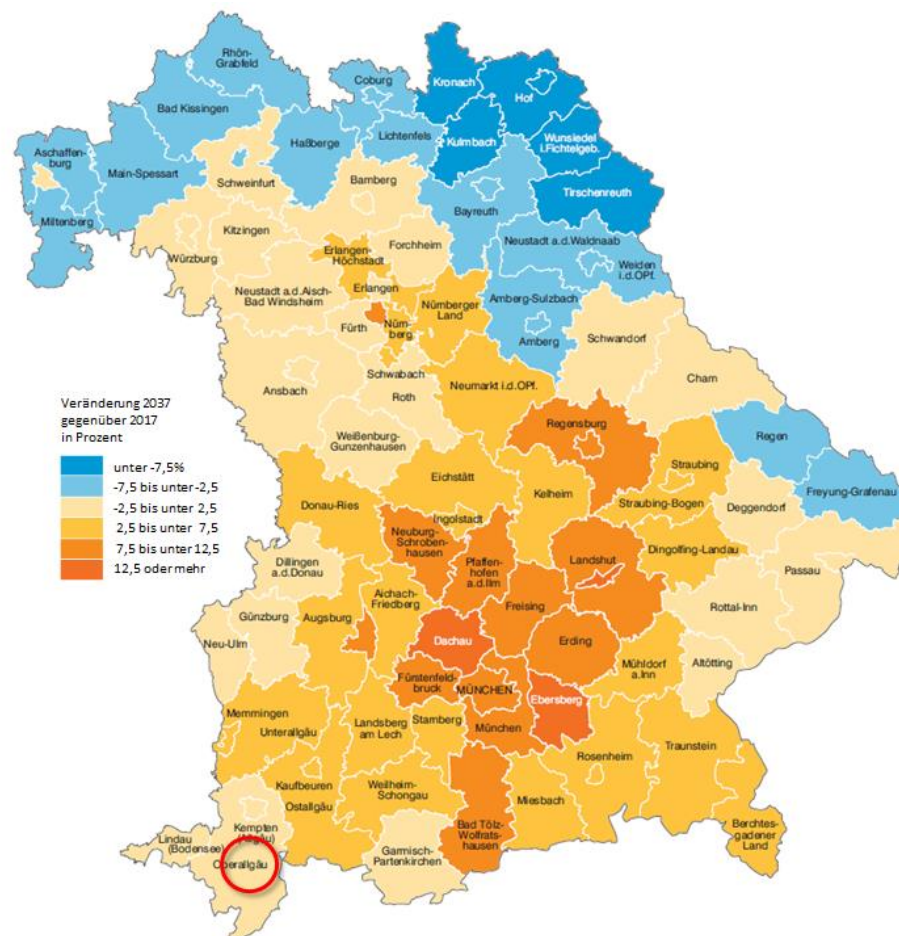 Rhön-
Grabfeld
Coburg
Kronach
Hof
Bad Kissingen
Lichtenfels
Kulmbach
Wunsiedel
i.Fichtelgeb.
Haßberge
Aschaffen-
burg
Main-Spessart
Schweinfurt
Tirschenreuth
Bamberg
Bayreuth
Miltenberg
Kitzingen
Neustadt a.d.Waldnaab
Forchheim
Erlangen-
Höchstadt
Würzburg
Weiden
i.d.OPf.
Neustadt a.d.Aisch-
Bad Windsheim
Erlangen
Nürnberger
Land
Amberg-Sulzbach
Fürth
Nürn-
berg
Amberg
Schwandorf
Schwabach
Roth
Neumarkt i.d.OPf.
Cham
Ansbach
Veränderung 2037
gegenüber 2017
in Prozent
unter -7,5%
-7,5 bis unter -2,5
-2,5 bis unter 2,5
2,5 bis unter 7,5
7,5 bis unter 12,5
12,5 oder mehr
Weißenburg-
Gunzenhausen
Regensburg
Regen
Eichstätt
Straubing
Kelheim
Freyung-Grafenau
Donau-Ries
Straubing-Bogen
Deggendorf
Ingolstadt
Neuburg-
Schroben-
hausen
Dingolfing-Landau
Pfaffen-
hofen
a.d.Ilm
Landshut
Dillingen
a.d.Donau
Passau
Aichach-
Friedberg
Rottal-Inn
Günzburg
Augsburg
Freising
Neu-Ulm
Dachau
Erding
Mühldorf
a.Inn
Altötting
Fürstenfeld-
bruck
MÜNCHEN
Ebersberg
Memmingen
Unterallgäu
Landsberg
am Lech
Starnberg
München
Rosenheim
Traunstein
Kaufbeuren
Ostallgäu
Weilheim-
Schongau
Miesbach
Kempten
(Allgäu)
Bad Tölz-
Wolfrats-
hausen
Berchtes-
gadener
Land
Lindau
(Bodensee)
Oberallgäu
Garmisch-
Partenkirchen